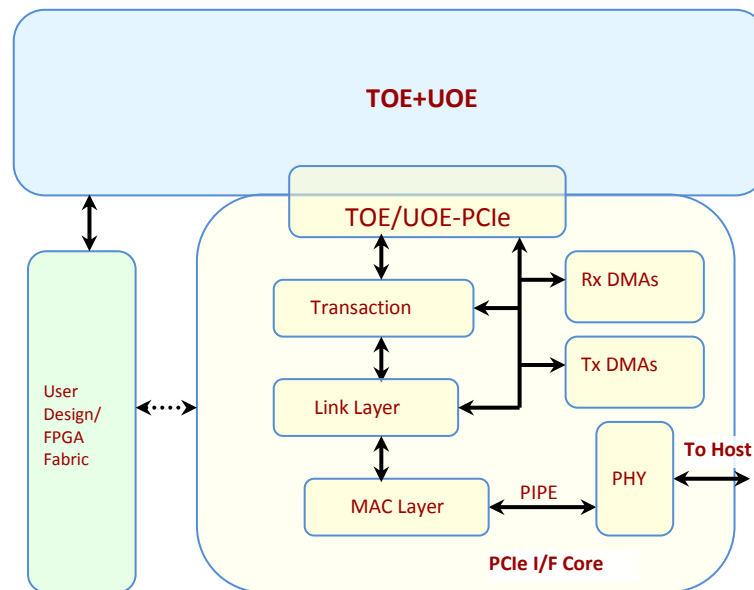 TOE+UOE
TOE/UOE-PCIe
Rx DMAs
Transaction
Tx DMAs
User
Design/
FPGA
Fabric
Link Layer
To Host
PHY
PIPE
MAC Layer
PCIe I/F Core